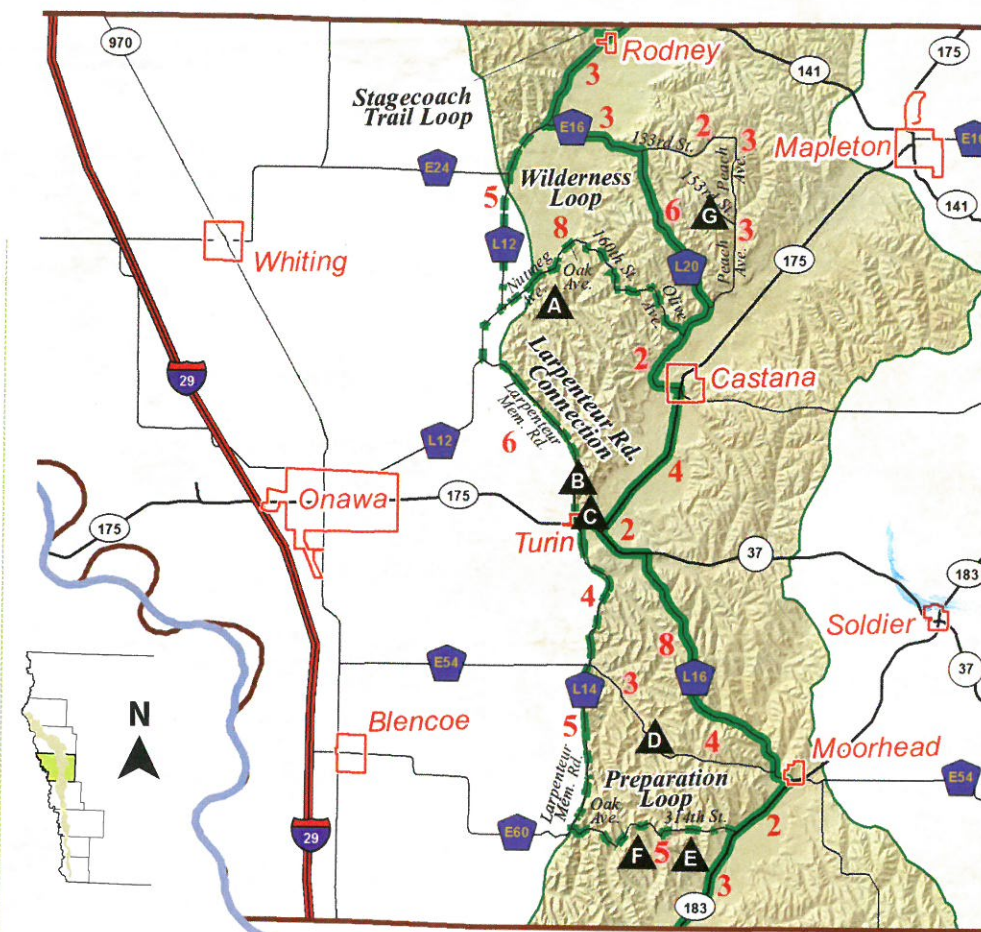 970
Rodney
175
3
141
Stagecoach
Trail Loop
3
E16
2
3
153rd St.
Mapleton
E16
E24
Peach
Ave.
Wilderness
Loop
153rd St.
5
6
G
141
8
3
L12
160th St.
175
Whiting
Peach
Ave.
Nutmeg
Ave.
Oak
Ave.
L20
A
Olive
Ave.
29
2
Larpenteur Rd.
Connection
Castana
Larpenteur
Mem. Rd.
L12
6
4
B
Onawa
175
175
C
Turin
2
37
183
4
Soldier
8
37
E54
3
L16
L14
N
5
D
4
Blencoe
Moorhead
Larpenteur
Mem. Rd.
Preparation
Loop
E54
Oak
Ave.
314th St.
2
29
E60
F
5
E
3
183